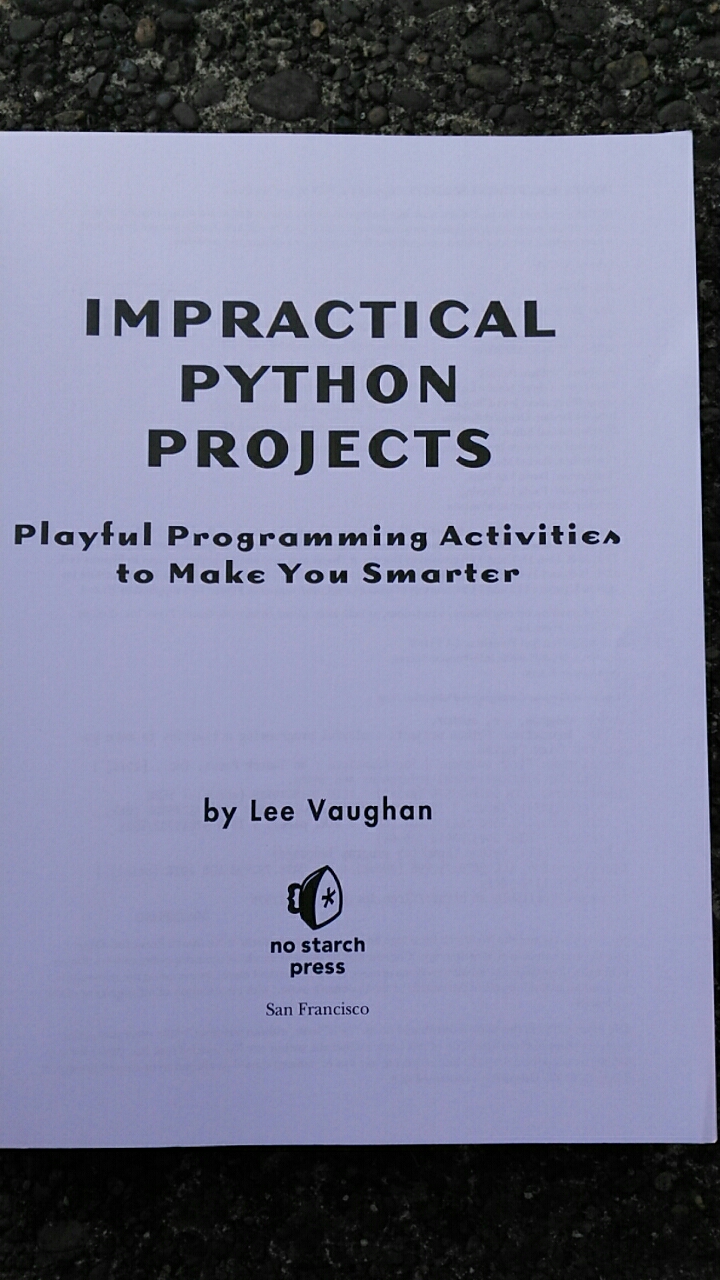 IMPRACTICAL
PYTHON
PROJECTS
Playful Programming Activities
to Make You Smarter
by Lee Vaughan
no starch
press
San Francisco